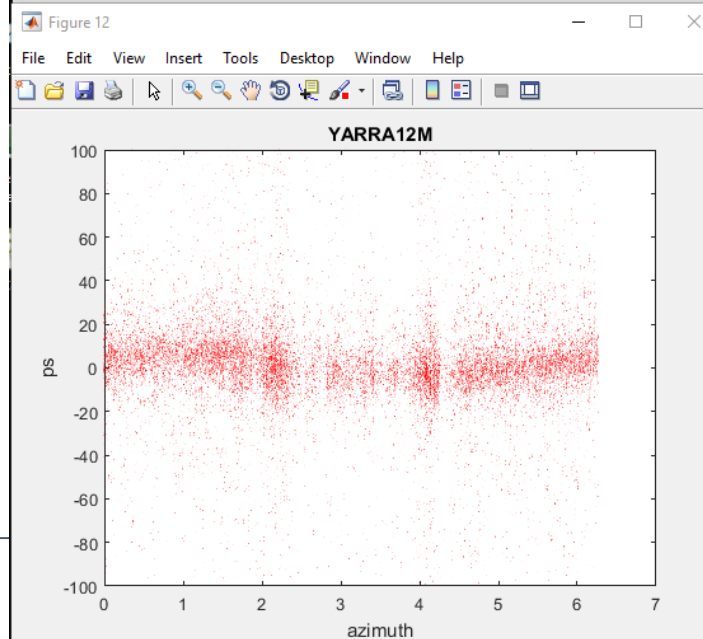 Figure 12
File Edit View Insert Tools Desktop Window Help
YARRA12M
100
80
60
40
20
0
-20
-40
-60
-80
-100
ps
0 1 2 3 4 5 6 7
azimuth